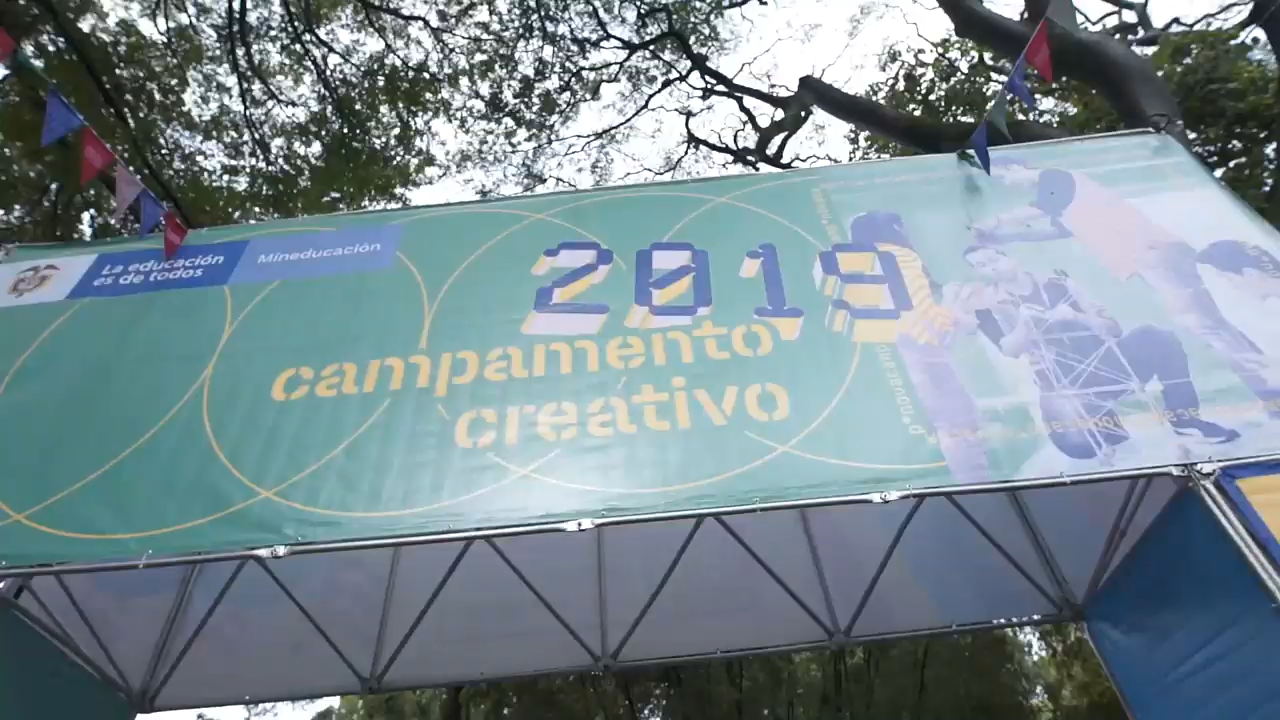 La educación
es de todos
Mineducación
2019
campamento
creativo